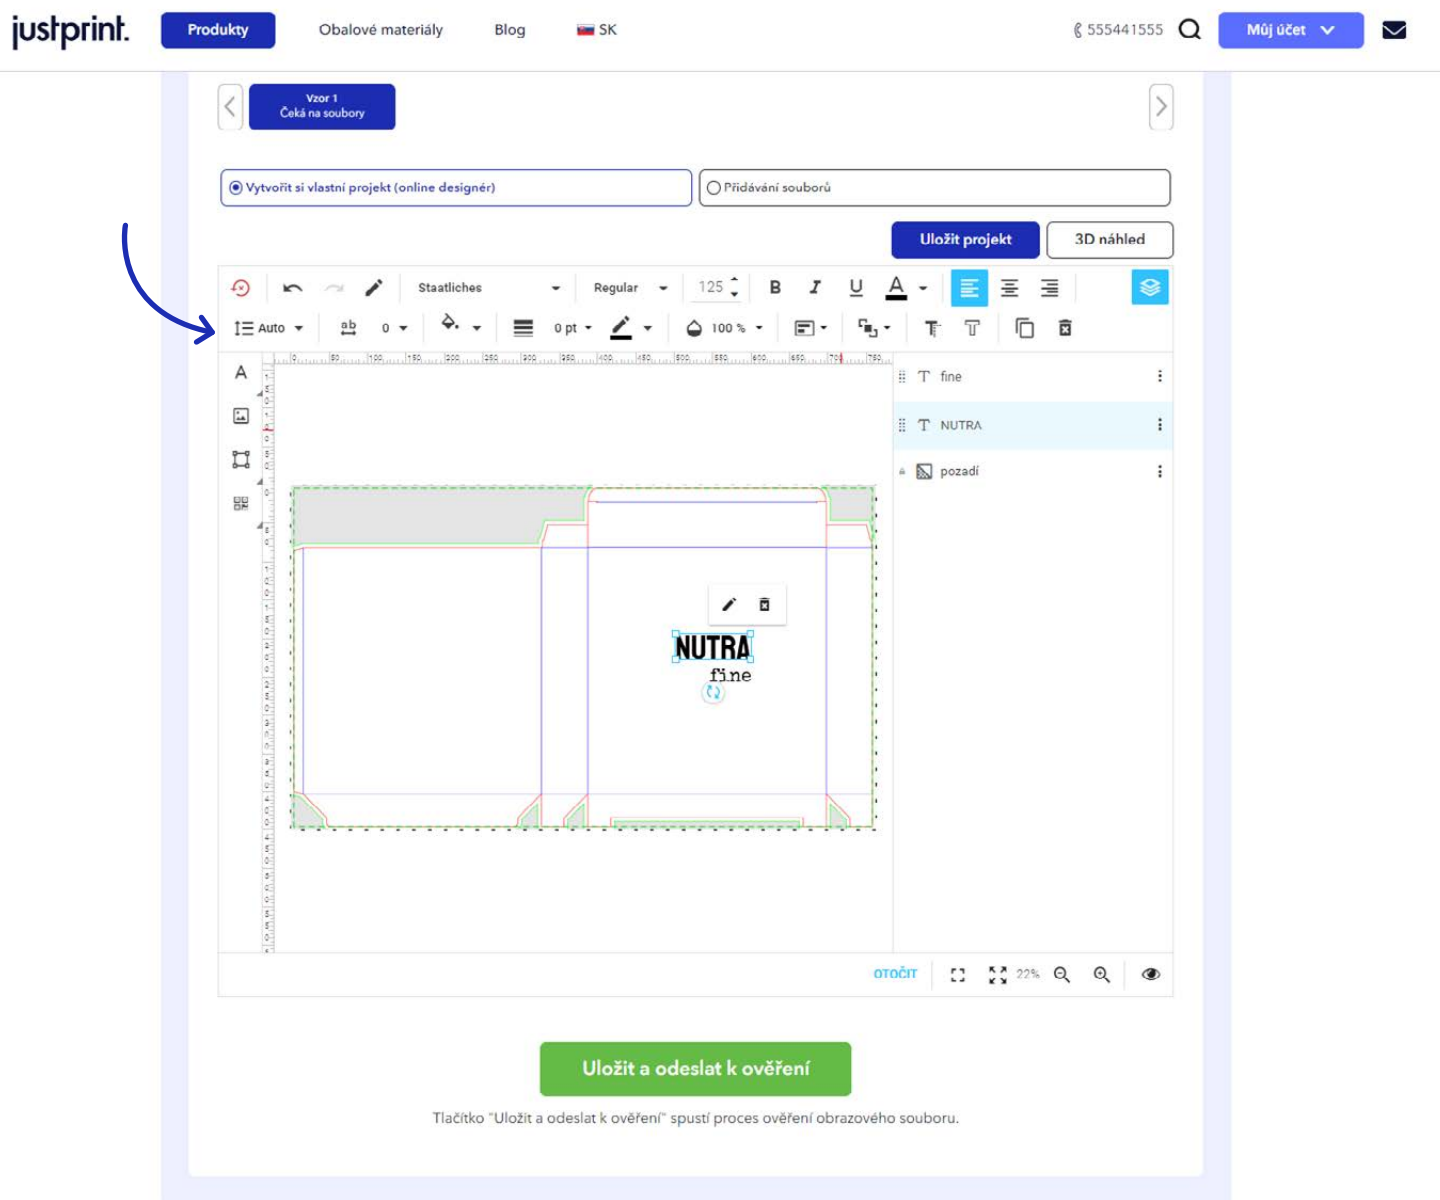 justprint.
Produkty
Obalové materiály
Blog
SK
555441555
Můj účet
Vzor 1
Čeká na soubory
Vytvořit si vlastní projekt (online designér)
Přidávání souborů
Uložit projekt
3D náhled
Staatliches
Regular
125
B I U A
Auto
ab
0
0 pt
100 %
T T
A
T fine
T NUTRA
pozadí
NUTRA
fine
OTOČIT
22%
Uložit a odeslat k ověření
Tlačítko "Uložit a odeslat k ověření" spustí proces ověření obrazového souboru.